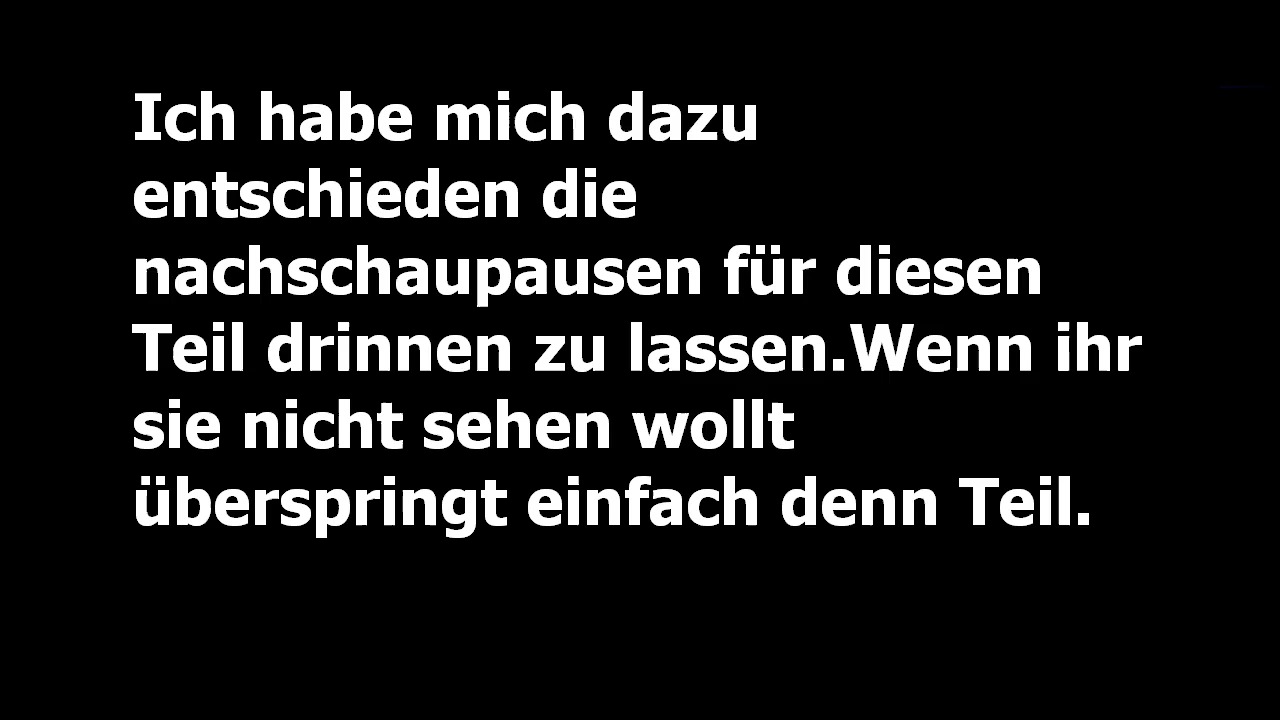 Ich habe mich dazu
entschieden die
nachschaupausen für diesen
Teil drinnen zu lassen.Wenn ihr
sie nicht sehen wollt
überspringt einfach denn Teil.